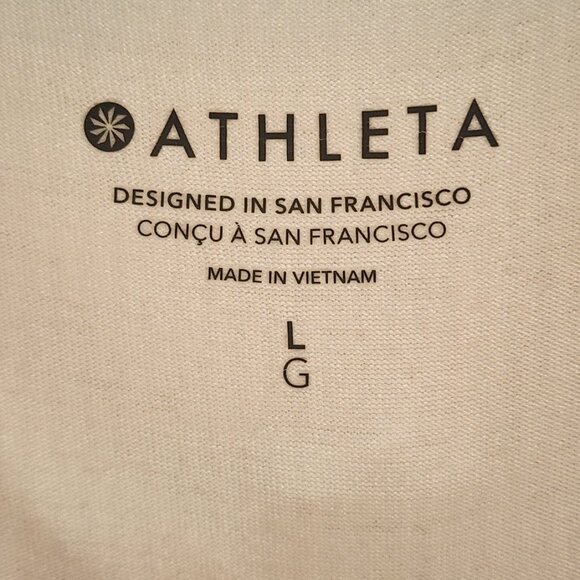 ATHLETA
DESIGNED IN SAN FRANCISCO
CONÇU À SAN FRANCISCO
MADE IN VIETNAM
L
G